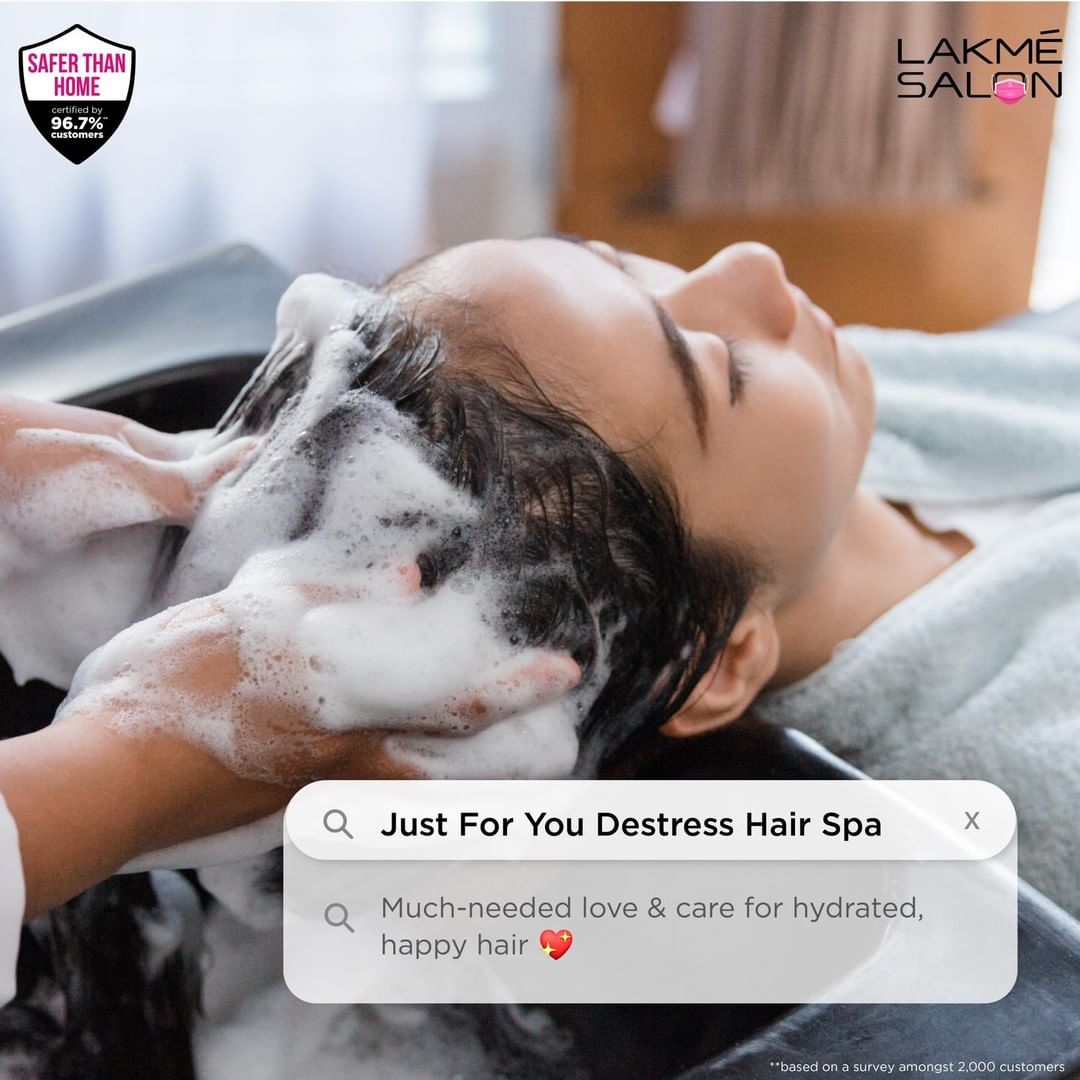 SAFER THAN
HOME
certified by
96.7%**
customers
LAKMÉ
SALON
Just For You Destress Hair Spa
X
Much-needed love & care for hydrated,
happy hair 💖
**based on a survey amongst 2,000 customers